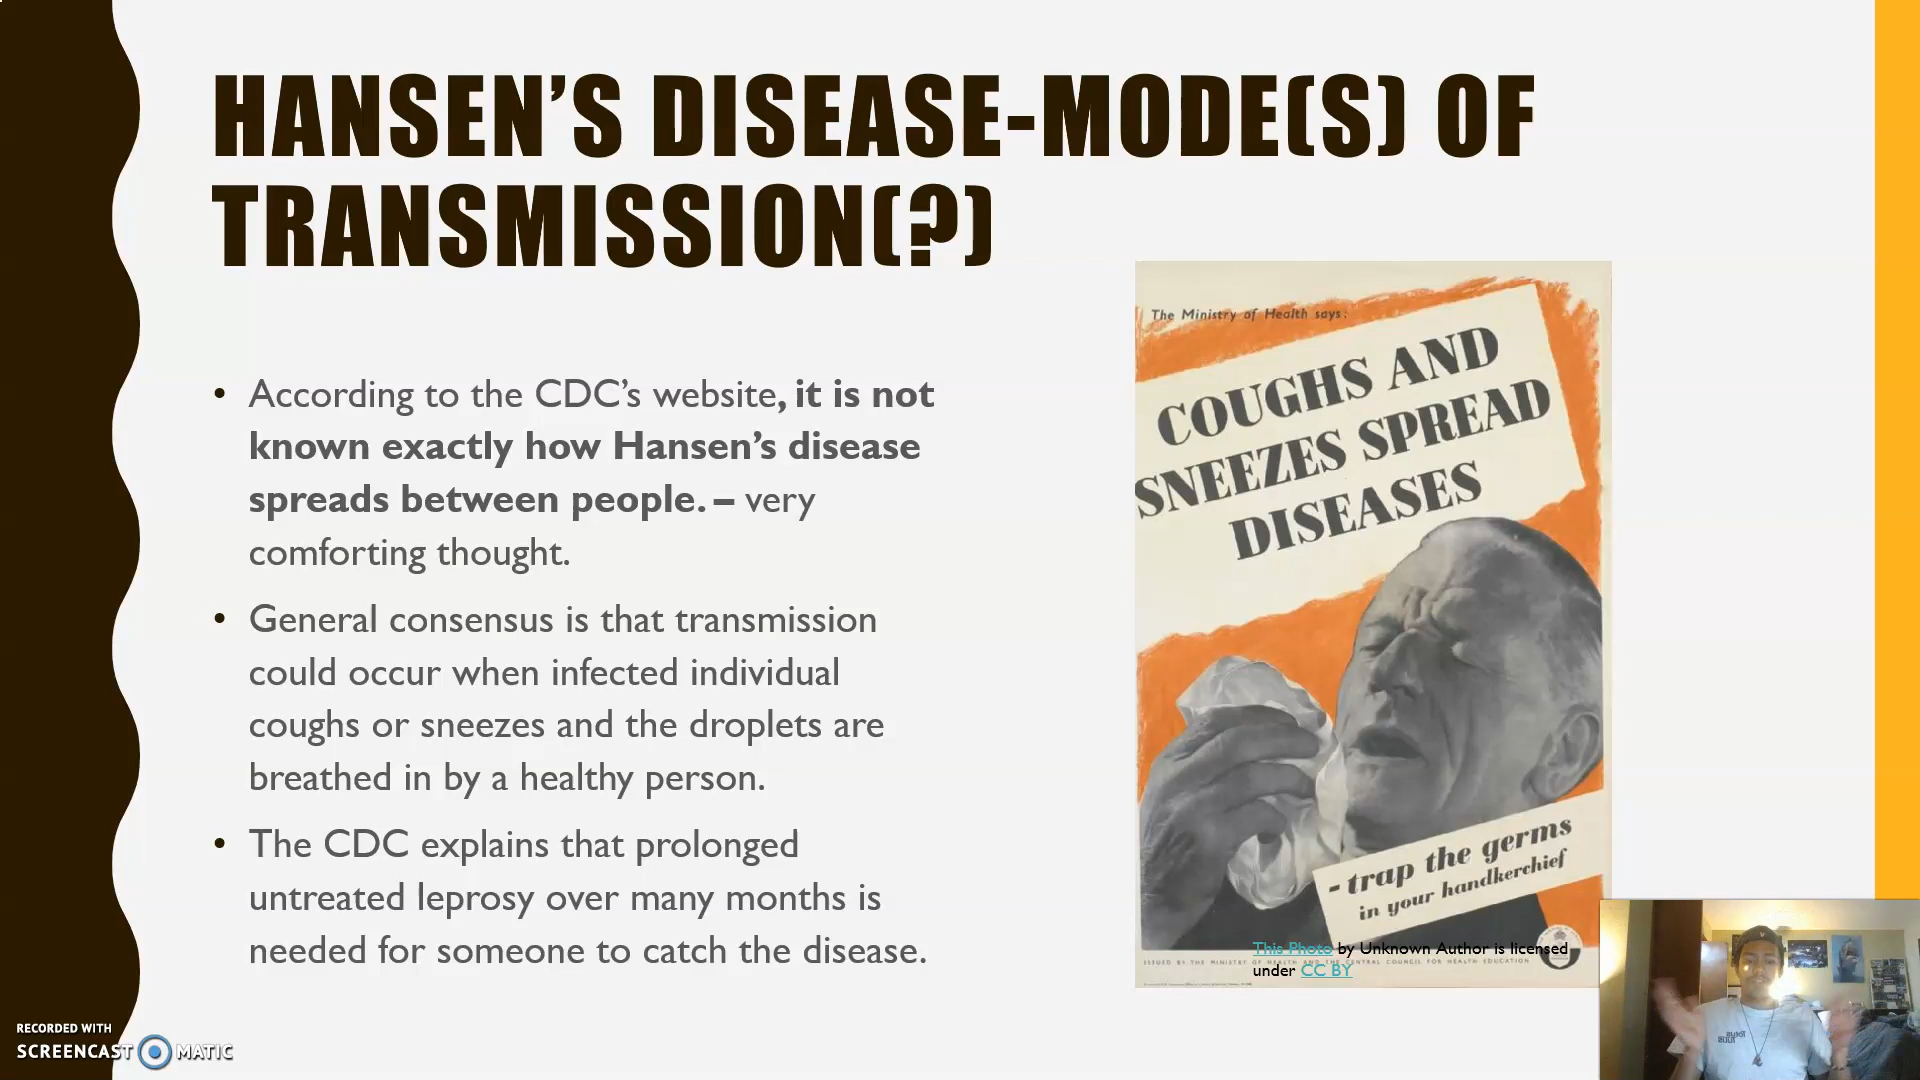 HANSEN’S DISEASE-MODE(S) OF
TRANSMISSION(?)
• According to the CDC’s website, it is not
known exactly how Hansen’s disease
spreads between people. – very
comforting thought.
• General consensus is that transmission
could occur when infected individual
coughs or sneezes and the droplets are
breathed in by a healthy person.
• The CDC explains that prolonged
untreated leprosy over many months is
needed for someone to catch the disease.
The Ministry of Health says:
COUGHS AND
SNEEZES SPREAD
DISEASES
- trap the germs
in your handkerchief
This Photo by Unknown Author is licensed
under CC BY
ISSUED BY THE MINISTRY OF HEALTH AND THE CENTRAL COUNCIL FOR HEALTH EDUCATION
RECORDED WITH
SCREENCAST MATIC